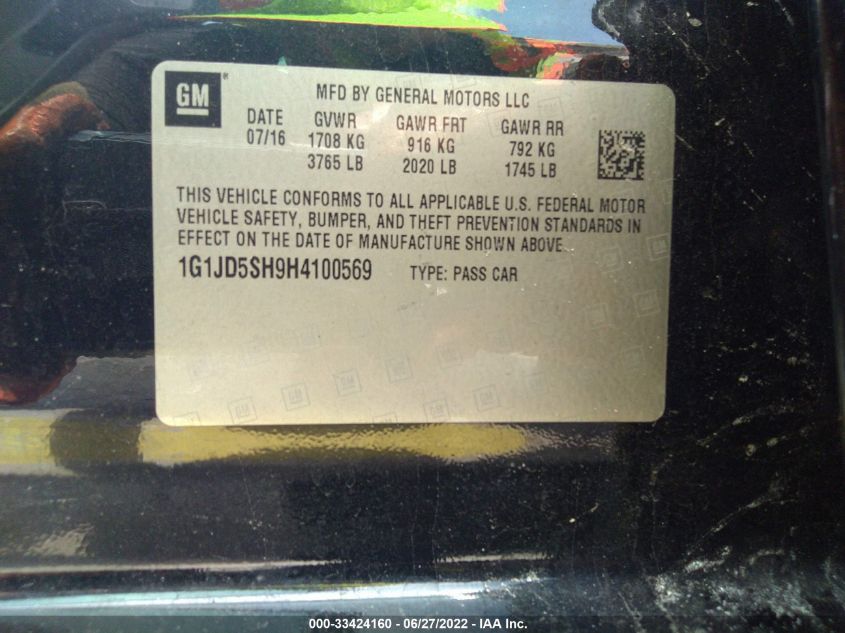 GM ®
MFD BY GENERAL MOTORS LLC
DATE GVWR GAWR FRT GAWR RR
07/16 1708 KG 916 KG 792 KG
3765 LB 2020 LB 1745 LB
THIS VEHICLE CONFORMS TO ALL APPLICABLE U.S. FEDERAL MOTOR
VEHICLE SAFETY, BUMPER, AND THEFT PREVENTION STANDARDS IN
EFFECT ON THE DATE OF MANUFACTURE SHOWN ABOVE.
1G1JD5SH9H4100569 TYPE: PASS CAR
000-33424160 - 06/27/2022 - IAA Inc.